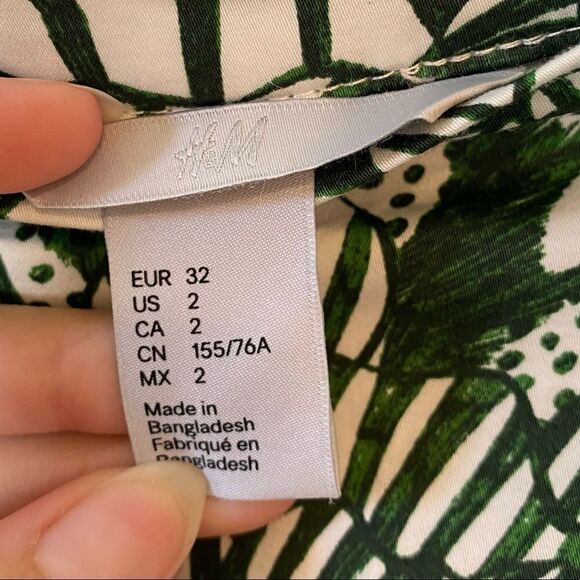 H&M
EUR 32
US 2
CA 2
CN 155/76A
MX 2
Made in
Bangladesh
Fabriqué en
Bangladesh